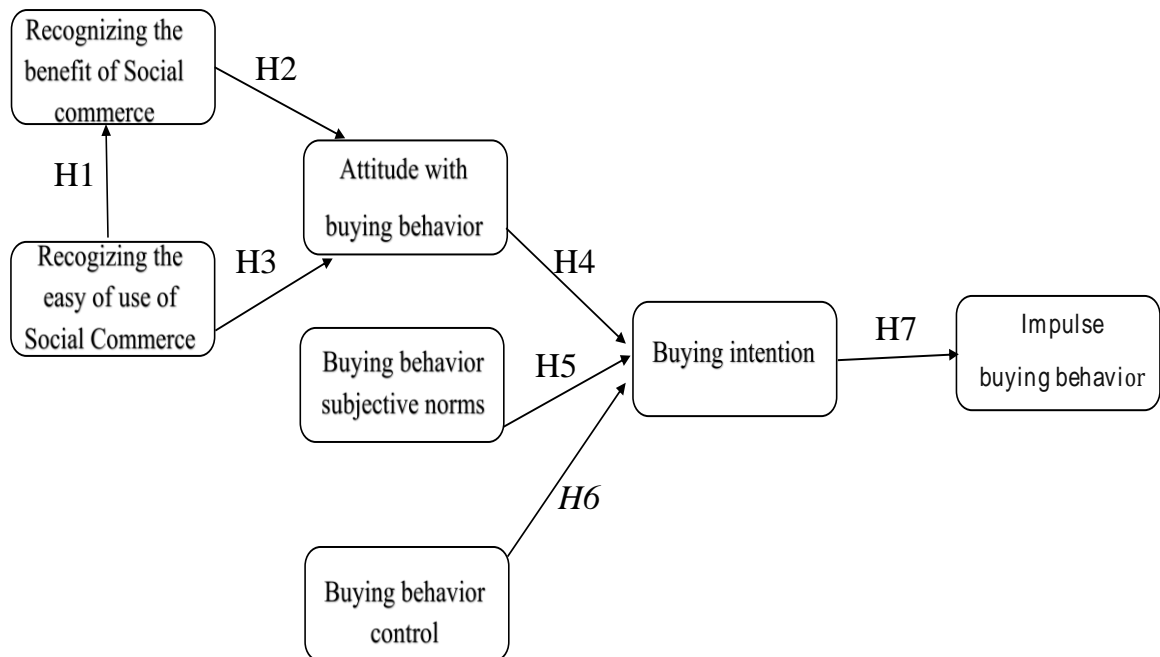 Recognizing the
benefit of Social
commerce
H2
H1
Attitude with
buying behavior
Recogizing the
easy of use of
Social Commerce
H3
H4
Buying behavior
subjective norms
H5
Buying intention
H7
Impulse
buying behavior
H6
Buying behavior
control